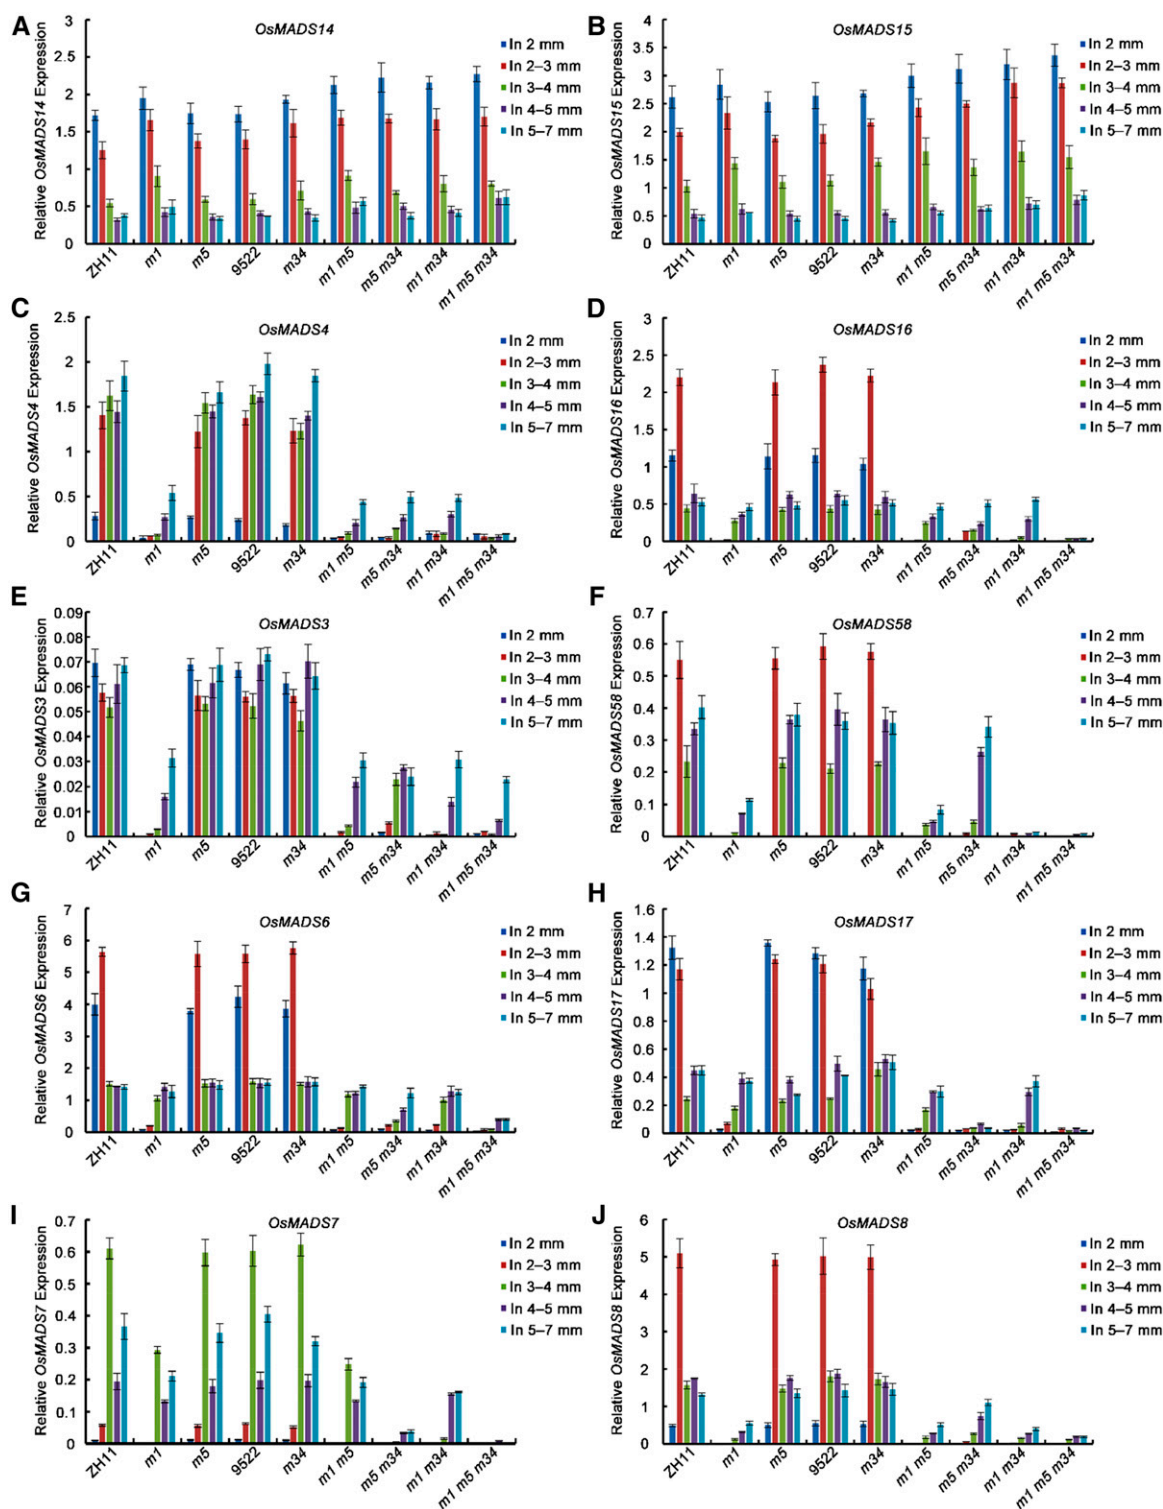 A
OsMADS14
Relative OsMADS14 Expression
3
2.5
2
1.5
1
0.5
0
ZH11 m1 m5 9522 m34 m1 m5 m5 m34 m1 m34 m1 m5 m34
In 2 mm
In 2–3 mm
In 3–4 mm
In 4–5 mm
In 5–7 mm
B
OsMADS15
Relative OsMADS15 Expression
4
3.5
3
2.5
2
1.5
1
0.5
0
ZH11 m1 m5 9522 m34 m1 m5 m5 m34 m1 m34 m1 m5 m34
In 2 mm
In 2–3 mm
In 3–4 mm
In 4–5 mm
In 5–7 mm
C
OsMADS4
Relative OsMADS4 Expression
2.5
2
1.5
1
0.5
0
ZH11 m1 m5 9522 m34 m1 m5 m5 m34 m1 m34 m1 m5 m34
In 2 mm
In 2–3 mm
In 3–4 mm
In 4–5 mm
In 5–7 mm
D
OsMADS16
Relative OsMADS16 Expression
3
2.5
2
1.5
1
0.5
0
ZH11 m1 m5 9522 m34 m1 m5 m5 m34 m1 m34 m1 m5 m34
In 2 mm
In 2–3 mm
In 3–4 mm
In 4–5 mm
In 5–7 mm
E
OsMADS3
Relative OsMADS3 Expression
0.09
0.08
0.07
0.06
0.05
0.04
0.03
0.02
0.01
0
ZH11 m1 m5 9522 m34 m1 m5 m5 m34 m1 m34 m1 m5 m34
In 2 mm
In 2–3 mm
In 3–4 mm
In 4–5 mm
In 5–7 mm
F
OsMADS58
Relative OsMADS58 Expression
0.7
0.6
0.5
0.4
0.3
0.2
0.1
0
ZH11 m1 m5 9522 m34 m1 m5 m5 m34 m1 m34 m1 m5 m34
In 2 mm
In 2–3 mm
In 3–4 mm
In 4–5 mm
In 5–7 mm
G
OsMADS6
Relative OsMADS6 Expression
7
6
5
4
3
2
1
0
ZH11 m1 m5 9522 m34 m1 m5 m5 m34 m1 m34 m1 m5 m34
In 2 mm
In 2–3 mm
In 3–4 mm
In 4–5 mm
In 5–7 mm
H
OsMADS17
Relative OsMADS17 Expression
1.6
1.4
1.2
1
0.8
0.6
0.4
0.2
0
ZH11 m1 m5 9522 m34 m1 m5 m5 m34 m1 m34 m1 m5 m34
In 2 mm
In 2–3 mm
In 3–4 mm
In 4–5 mm
In 5–7 mm
I
OsMADS7
Relative OsMADS7 Expression
0.7
0.6
0.5
0.4
0.3
0.2
0.1
0
ZH11 m1 m5 9522 m34 m1 m5 m5 m34 m1 m34 m1 m5 m34
In 2 mm
In 2–3 mm
In 3–4 mm
In 4–5 mm
In 5–7 mm
J
OsMADS8
Relative OsMADS8 Expression
6
5
2
3
2
1
0
ZH11 m1 m5 9522 m34 m1 m5 m5 m34 m1 m34 m1 m5 m34
In 2 mm
In 2–3 mm
In 3–4 mm
In 4–5 mm
In 5–7 mm